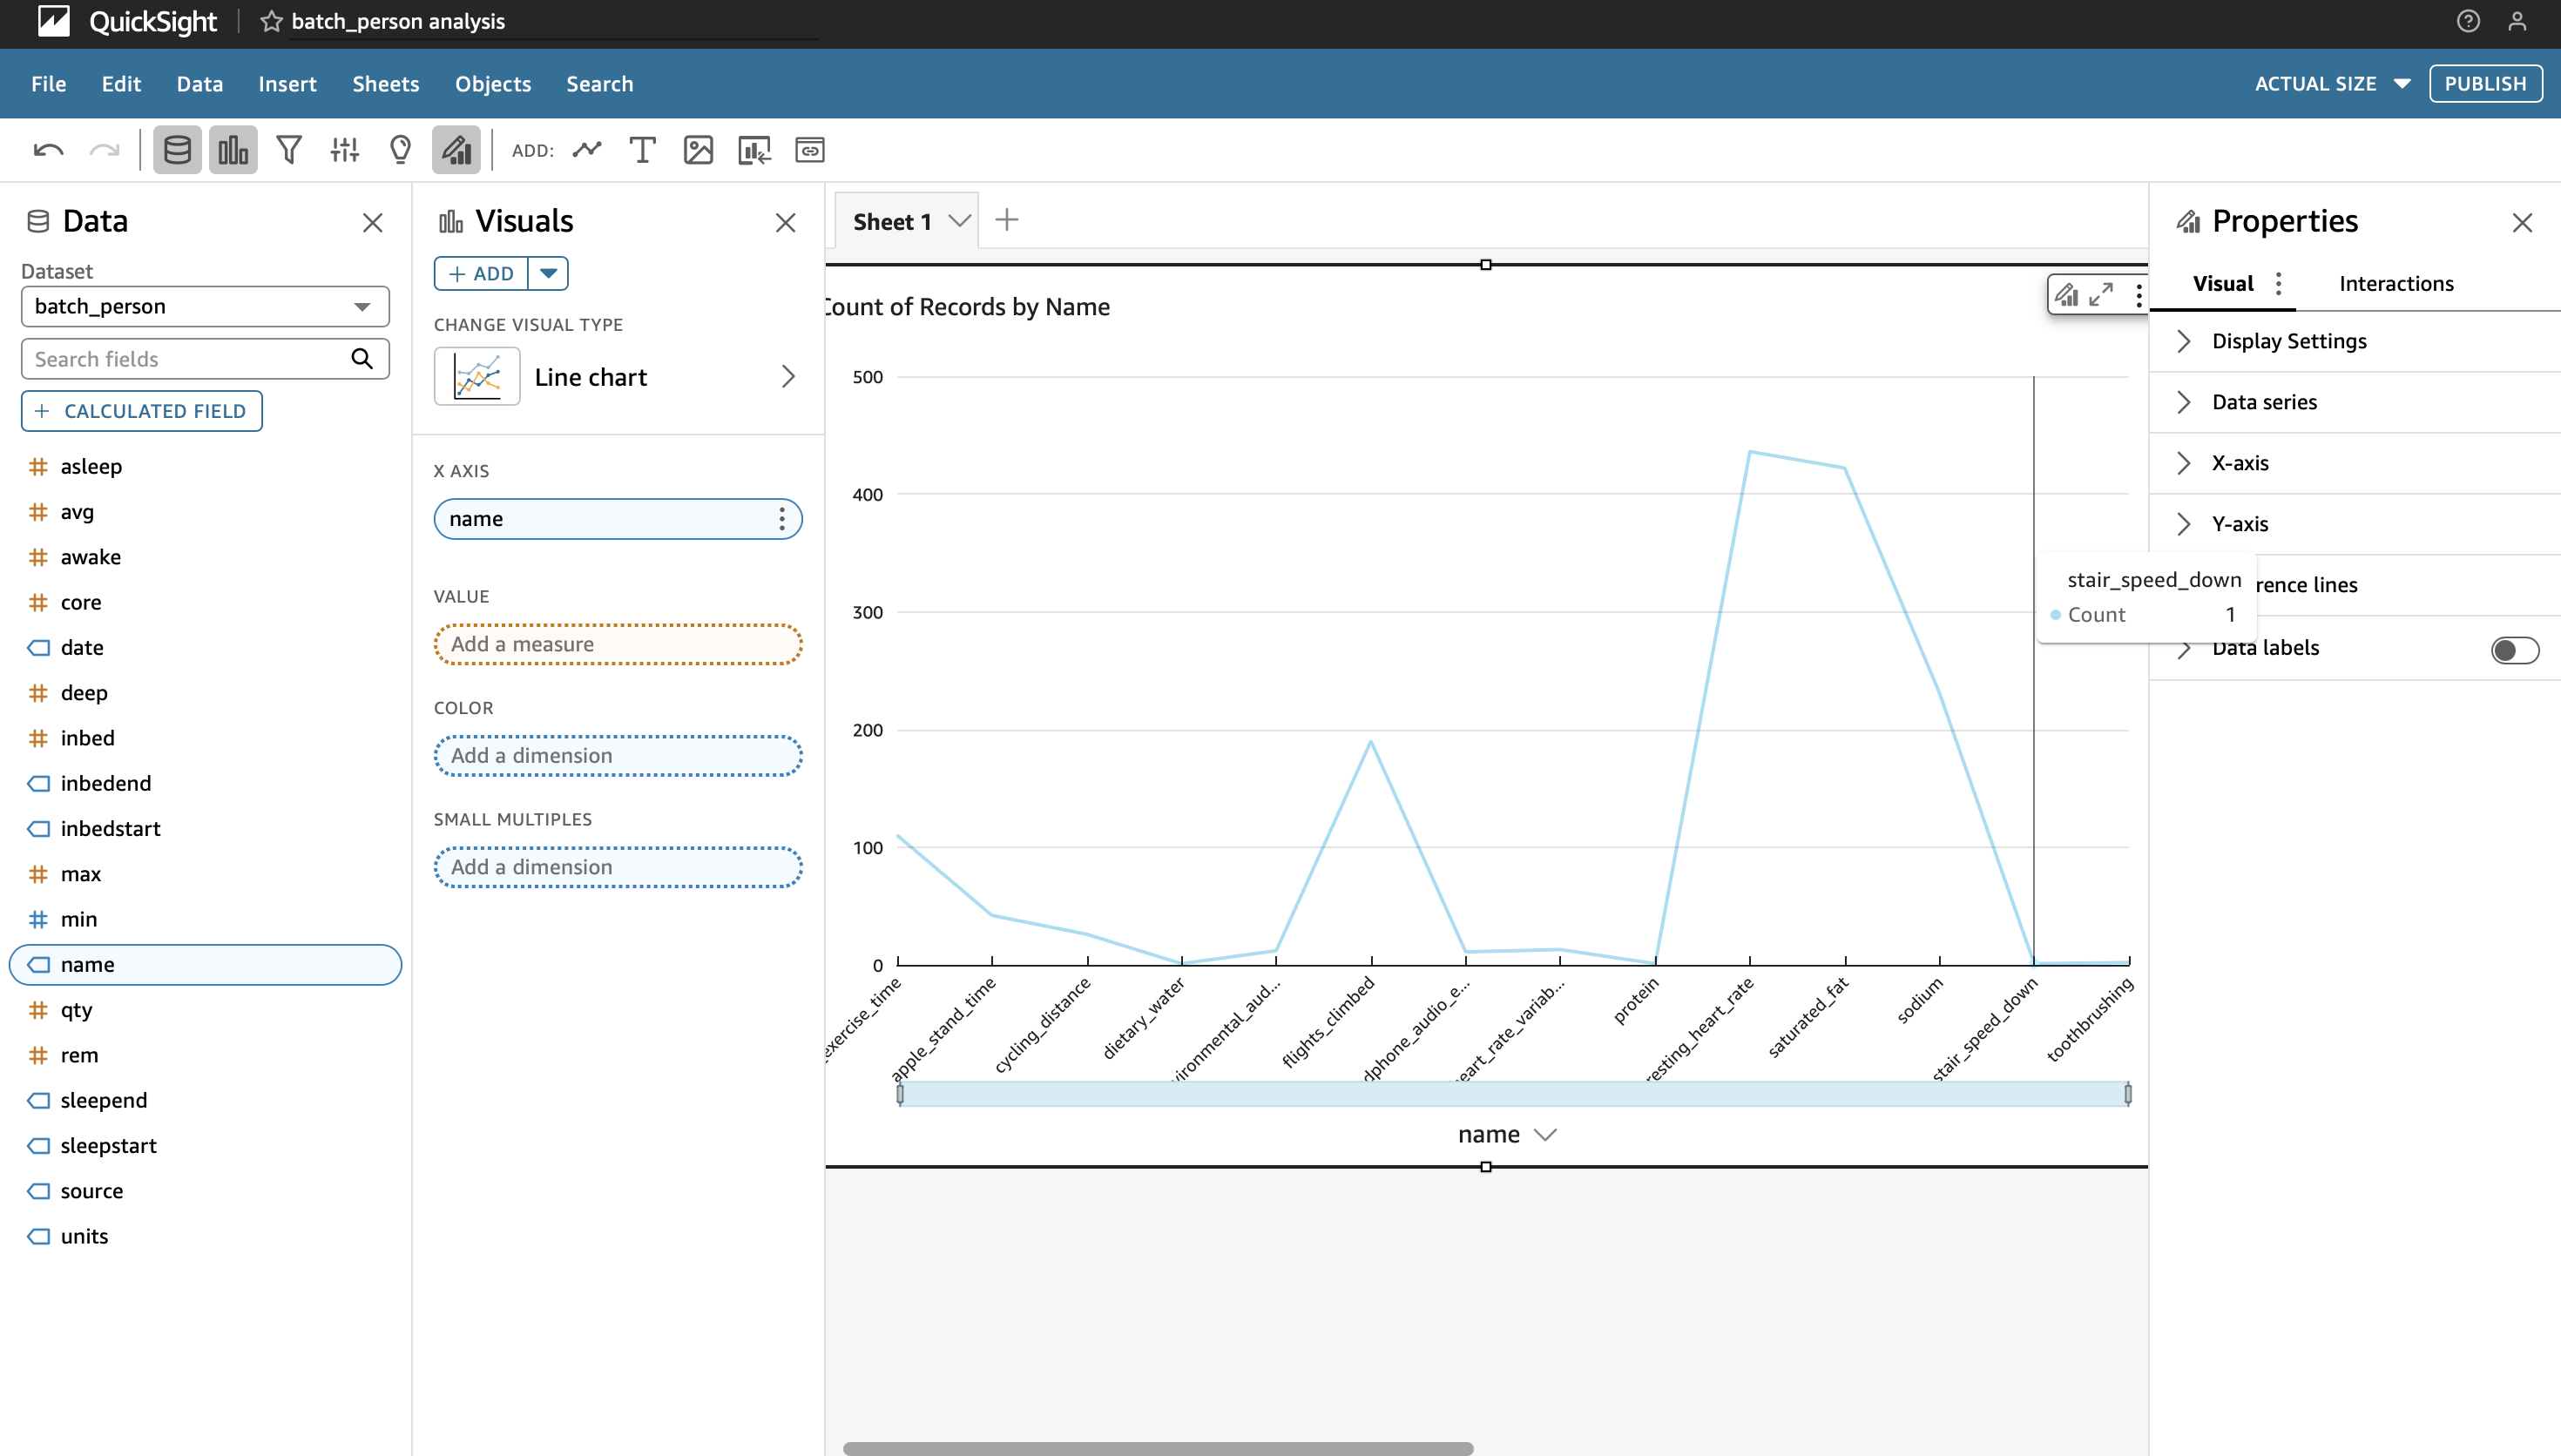 QuickSight
batch_person analysis
File Edit Data Insert Sheets Objects Search
ACTUAL SIZE
PUBLISH
ADD:
Data
Dataset
batch_person
Search fields
+ CALCULATED FIELD
asleep
avg
awake
core
date
deep
inbed
inbedend
inbedstart
max
min
name
qty
rem
sleepend
sleepstart
source
units
Visuals
+ ADD
CHANGE VISUAL TYPE
Line chart
X AXIS
name
VALUE
Add a measure
COLOR
Add a dimension
SMALL MULTIPLES
Add a dimension
Sheet 1
Count of Records by Name
500
400
300
200
100
0
exercise_time
apple_stand_time
cycling_distance
dietary_water
vironmental_aud...
flights_climbed
dphone_audio_e...
eart_rate_variab...
protein
resting_heart_rate
saturated_fat
sodium
stair_speed_down
toothbrushing
name
stair_speed_down
Count 1
Properties
Visual
Interactions
Display Settings
Data series
X-axis
Y-axis
rence lines
Data labels